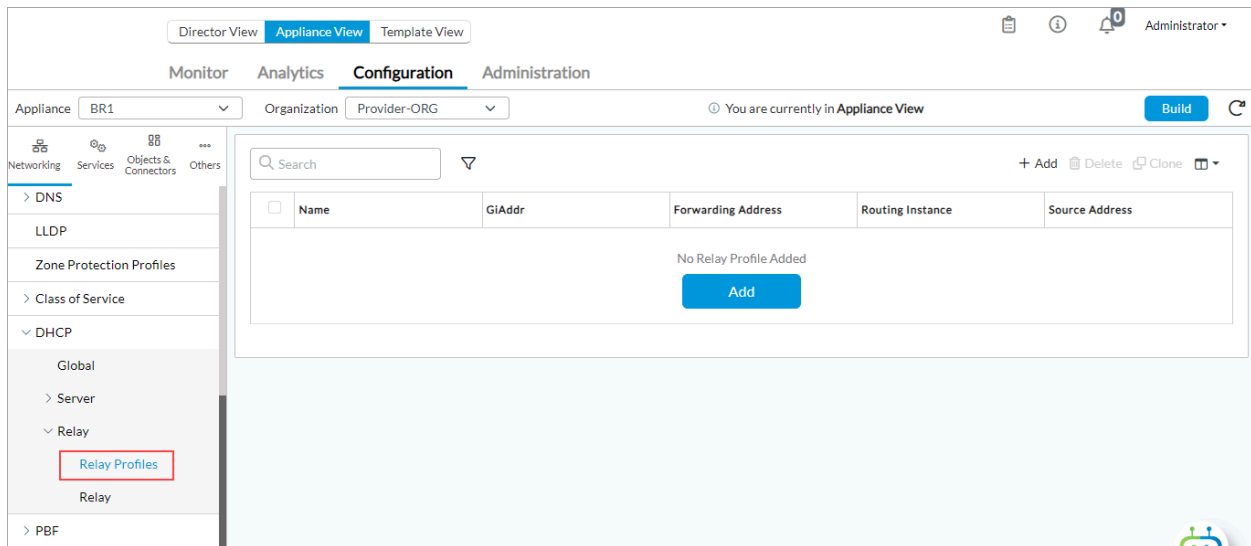 Director View Appliance View Template View
0
Administrator
Monitor Analytics Configuration Administration
Appliance BR1 Organization Provider-ORG You are currently in Appliance View Build
Networking Services Objects & Connectors Others
Search
+ Add Delete Clone
Name GiAddr Forwarding Address Routing Instance Source Address
No Relay Profile Added
Add
DNS
LLDP
Zone Protection Profiles
Class of Service
DHCP
Global
Server
Relay
Relay Profiles
Relay
PBF